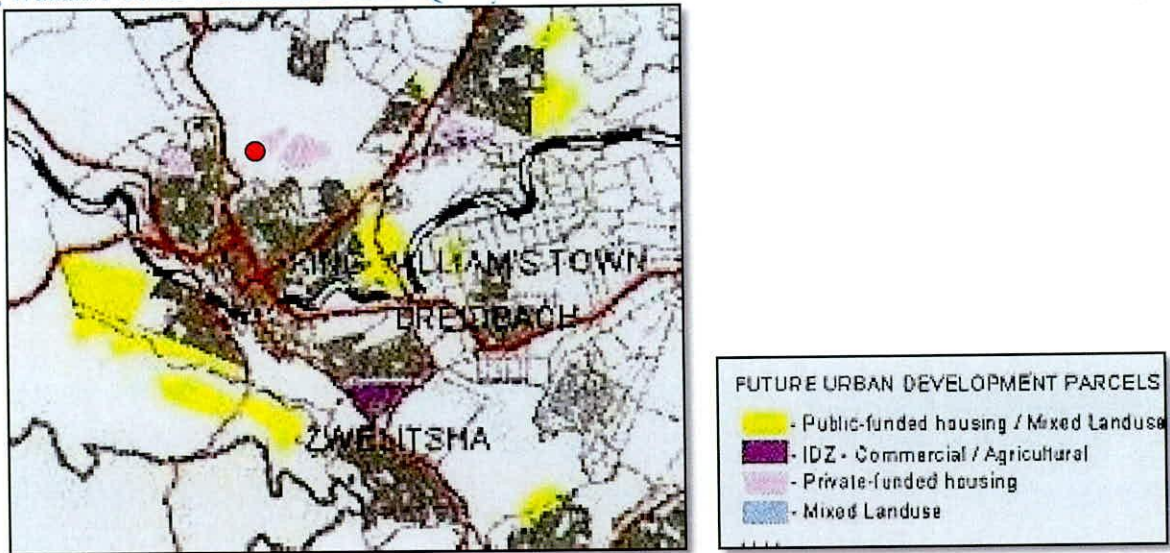 KING WILLIAM'S TOWN
BREIDBACH
ZWELITSHA
FUTURE URBAN DEVELOPMENT PARCELS
- Public-funded housing / Mixed Landuse
- IDZ - Commercial / Agricultural
- Private-funded housing
- Mixed Landuse